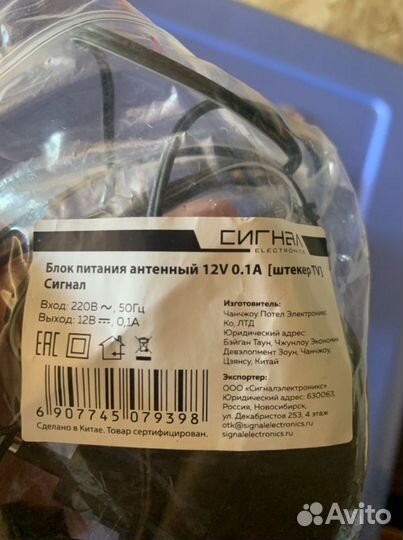 СИГНАЛ
ELECTRONICS
Блок питания антенный 12V 0.1A [штекер TV]
Сигнал
Вход: 220В ~, 50Гц
Выход: 12В, 0,1А
EAC
6 907745 079398
Сделано в Китае. Товар сертифицирован.
Изготовитель:
Чанчжоу Потел Электроникс
Ко, ЛТД
Юридический адрес:
Бэйган Таун, Чжунлоу Экономик
Девэлопмент Зоун, Чанчжоу,
Цзянсу, Китай
Экспортер:
ООО «Сигналэлектроникс»
Юридический адрес: 630063,
Россия, Новосибирск,
ул. Декабристов 253, 4 этаж
otk@signalelectronics.ru
signalelectronics.ru
Avito